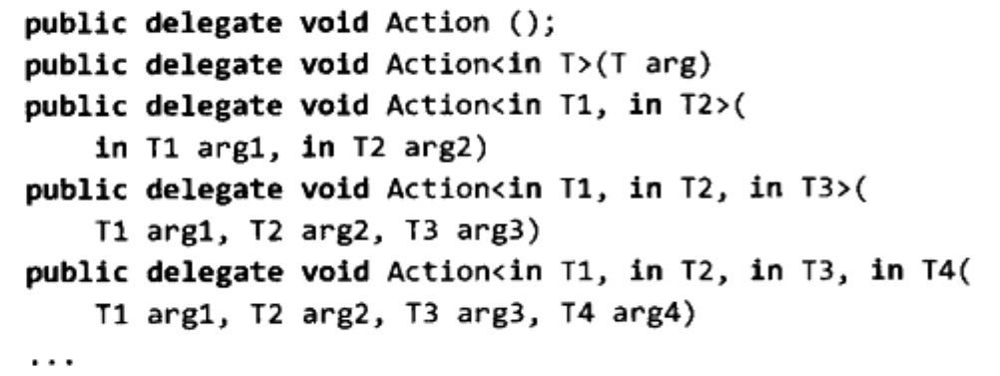 public delegate void Action ();
public delegate void Action<in T>(T arg)
public delegate void Action<in T1, in T2>(
in T1 arg1, in T2 arg2)
public delegate void Action<in T1, in T2, in T3>(
T1 arg1, T2 arg2, T3 arg3)
public delegate void Action<in T1, in T2, in T3, in T4(
T1 arg1, T2 arg2, T3 arg3, T4 arg4)
...